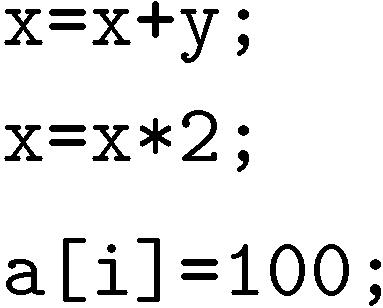 x=x+y;
x=x*2;
a[i]=100;